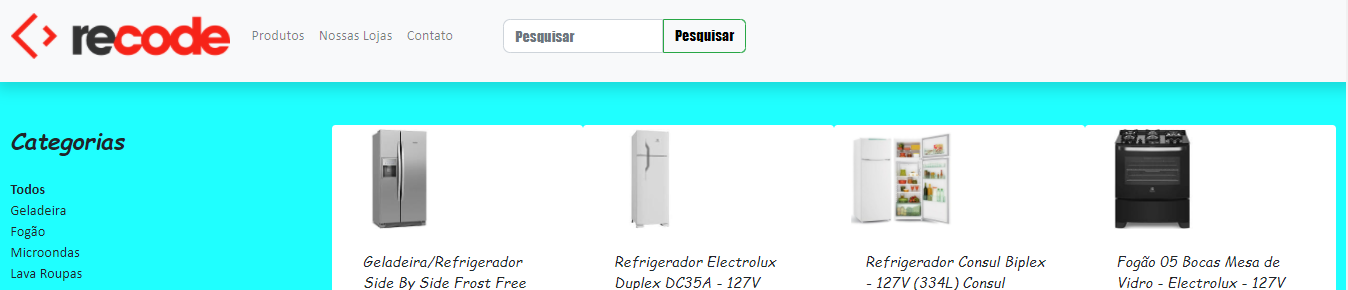 recode
Produtos Nossas Lojas Contato
Pesquisar Pesquisar
Categorias
Todos
Geladeira
Fogão
Microondas
Lava Roupas
Geladeira/Refrigerador
Side By Side Frost Free
Refrigerador Electrolux
Duplex DC35A - 127V
Refrigerador Consul Biplex
- 127V (334L) Consul
Fogão 05 Bocas Mesa de
Vidro - Electrolux - 127V